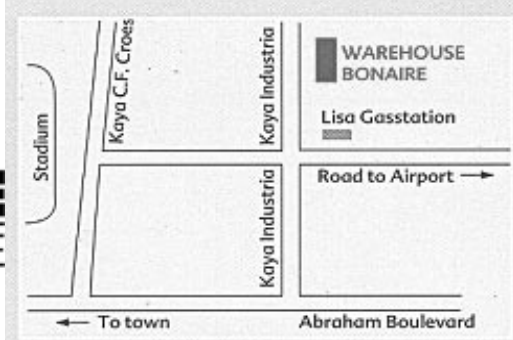 Stadium
Kaya C.F. Croes
Kaya Industria
WAREHOUSE
BONAIRE
Lisa Gasstation
Kaya Industria
Road to Airport
To town
Abraham Boulevard